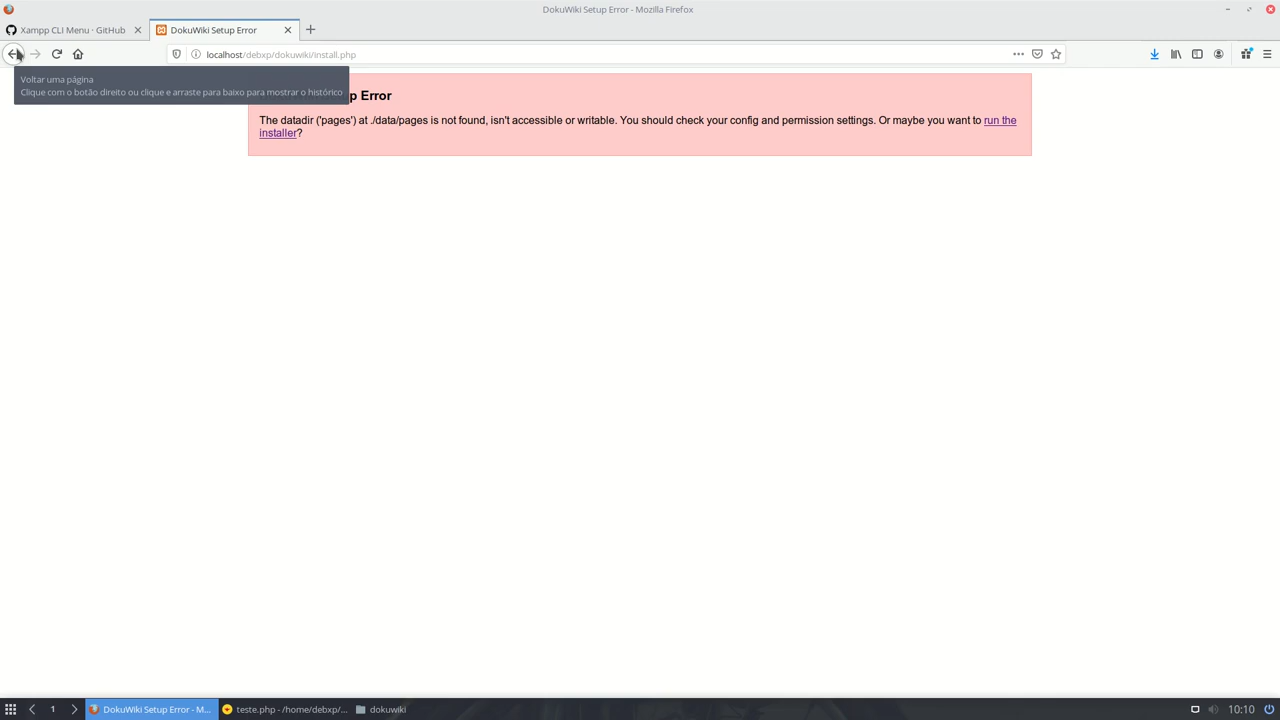 DokuWiki Setup Error - Mozilla Firefox
Xampp CLI Menu · GitHub
DokuWiki Setup Error
localhost/debxp/dokuwiki/install.php
Voltar uma página
Clique com o botão direito ou clique e arraste para baixo para mostrar o histórico
p Error
The datadir ('pages') at ./data/pages is not found, isn't accessible or writable. You should check your config and permission settings. Or maybe you want to run the
installer?
1
DokuWiki Setup Error - M...
teste.php - /home/debxp/...
dokuwiki
10:10